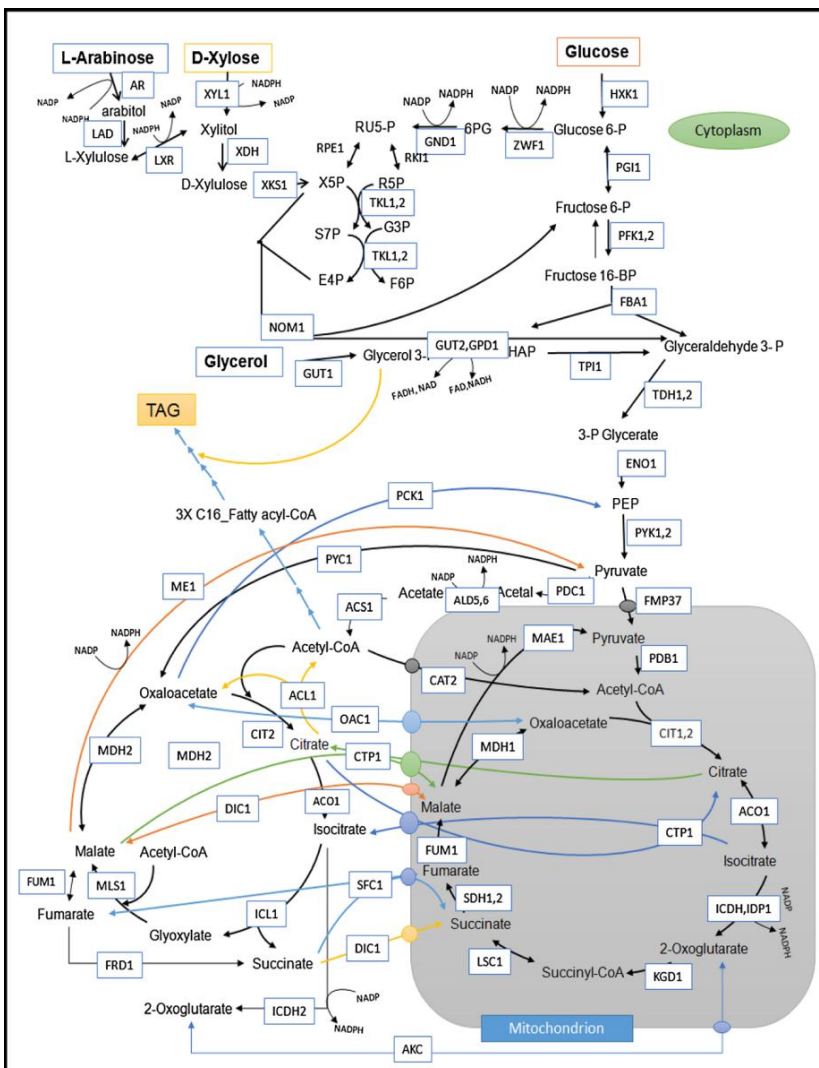 L-Arabinose
D-Xylose
Glucose
AR
NADP
NADPH
arabitol
LAD
L-Xylulose
NADPH
NADP
LXR
XYL1
NADPH
NADP
Xylitol
XDH
D-Xylulose
XKS1
RU5-P
RPE1
RKI1
X5P
R5P
TKL1,2
S7P
G3P
TKL1,2
E4P
F6P
NADP
NADPH
6PG
GND1
NADP
NADPH
ZWF1
HXK1
Glucose 6-P
PGI1
Cytoplasm
Fructose 6-P
PFK1,2
Fructose 16-BP
FBA1
NOM1
Glycerol
GUT1
Glycerol 3-
GUT2,GPD1
HAP
FADH, NAD
FAD,NADH
TPI1
Glyceraldehyde 3- P
TDH1,2
TAG
3-P Glycerate
ENO1
PCK1
PEP
3X C16_Fatty acyl-CoA
PYK1,2
PYC1
Pyruvate
ME1
NADP
NADPH
ACS1
Acetate
NADP
NADPH
ALD5,6
Acetal
PDC1
FMP37
NADP
NADPH
Acetyl-CoA
CAT2
MAE1
Pyruvate
PDB1
Acetyl-CoA
Oxaloacetate
ACL1
OAC1
Oxaloacetate
CIT1,2
CIT2
Citrate
MDH2
MDH2
CTP1
MDH1
Citrate
DIC1
ACO1
Malate
ACO1
Isocitrate
CTP1
Isocitrate
Malate
Acetyl-CoA
FUM1
MLS1
FUM1
Fumarate
Fumarate
SFC1
SDH1,2
ICDH,IDP1
NADP
NADPH
ICL1
Glyoxylate
Succinate
DIC1
2-Oxoglutarate
FRD1
Succinate
LSC1
Succinyl-CoA
KGD1
2-Oxoglutarate
ICDH2
NADP
NADPH
Mitochondrion
AKC